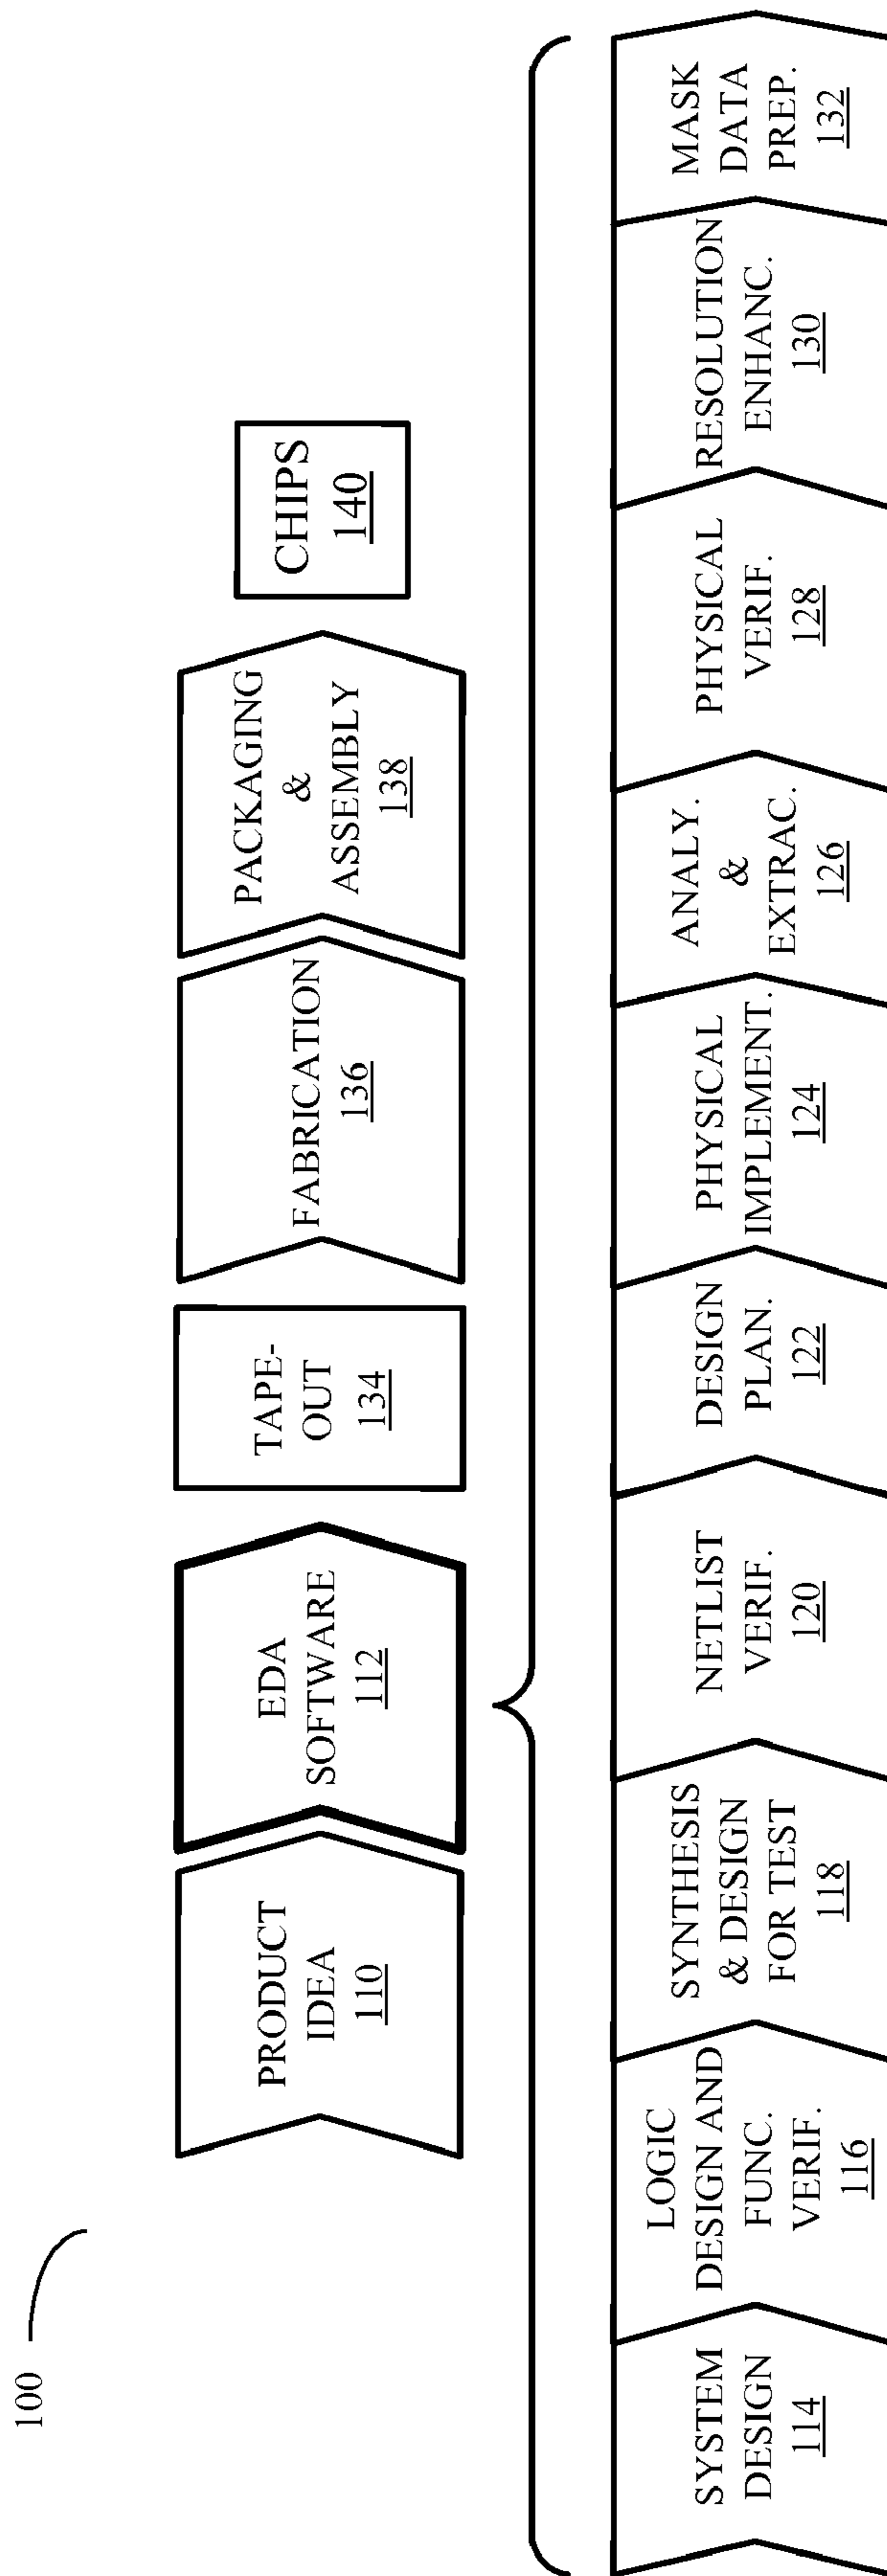 100
PRODUCT
IDEA
110
EDA
SOFTWARE
112
TAPE-
OUT
134
FABRICATION
136
PACKAGING
&
ASSEMBLY
138
CHIPS
140
SYSTEM
DESIGN
114
LOGIC
DESIGN AND
FUNC.
VERIF.
116
SYNTHESIS
& DESIGN
FOR TEST
118
NETLIST
VERIF.
120
DESIGN
PLAN.
122
PHYSICAL
IMPLEMENT.
124
ANALY.
&
EXTRAC.
126
PHYSICAL
VERIF.
128
RESOLUTION
ENHANC.
130
MASK
DATA
PREP.
132